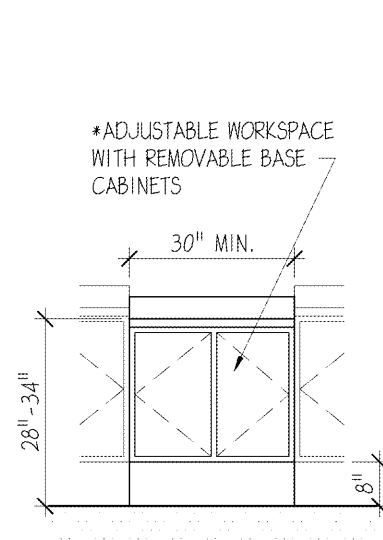 *ADJUSTABLE WORKSPACE
WITH REMOVABLE BASE
CABINETS
30" MIN.
28"-34"
8"